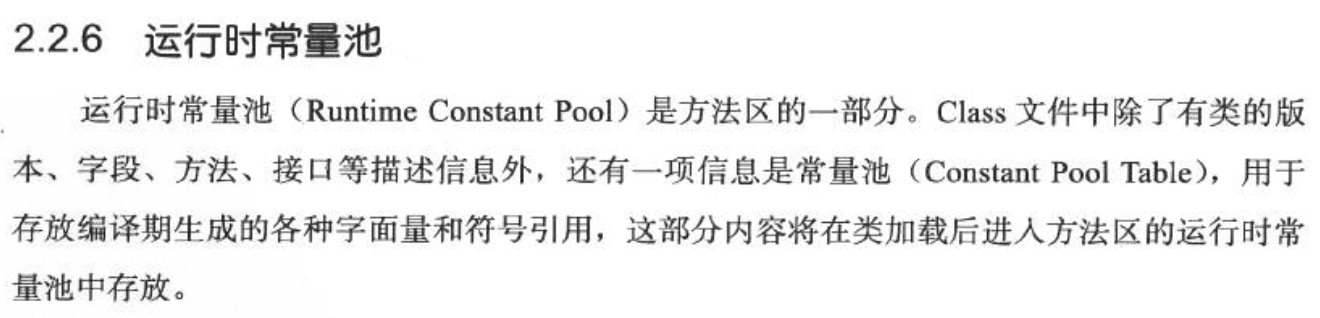 2.2.6 运行时常量池
运行时常量池（Runtime Constant Pool）是方法区的一部分。Class 文件中除了有类的版
本、字段、方法、接口等描述信息外，还有一项信息是常量池（Constant Pool Table），用于
存放编译期生成的各种字面量和符号引用，这部分内容将在类加载后进入方法区的运行时常
量池中存放。